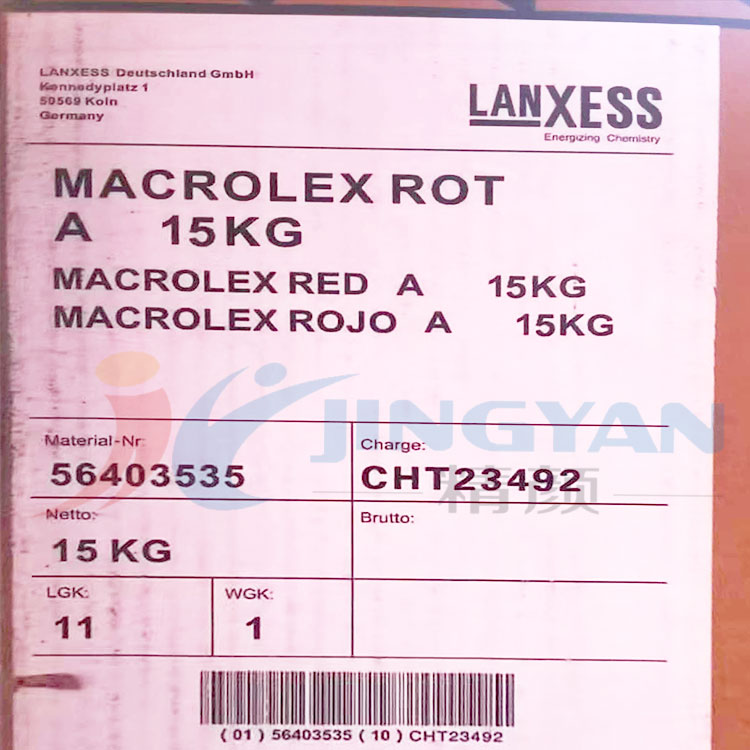 LANXESS Deutschland GmbH
Kennedyplatz 1
50569 Koln
Germany
LANXESS
Energizing Chemistry
MACROLEX ROT
A 15KG
MACROLEX RED A 15KG
MACROLEX ROJO A 15KG
JINGYAN
精颜
Material-Nr:
56403535
Charge:
CHT23492
Netto:
15 KG
Brutto:
LGK:
11
WGK:
1
(01)56403535(10)CHT23492